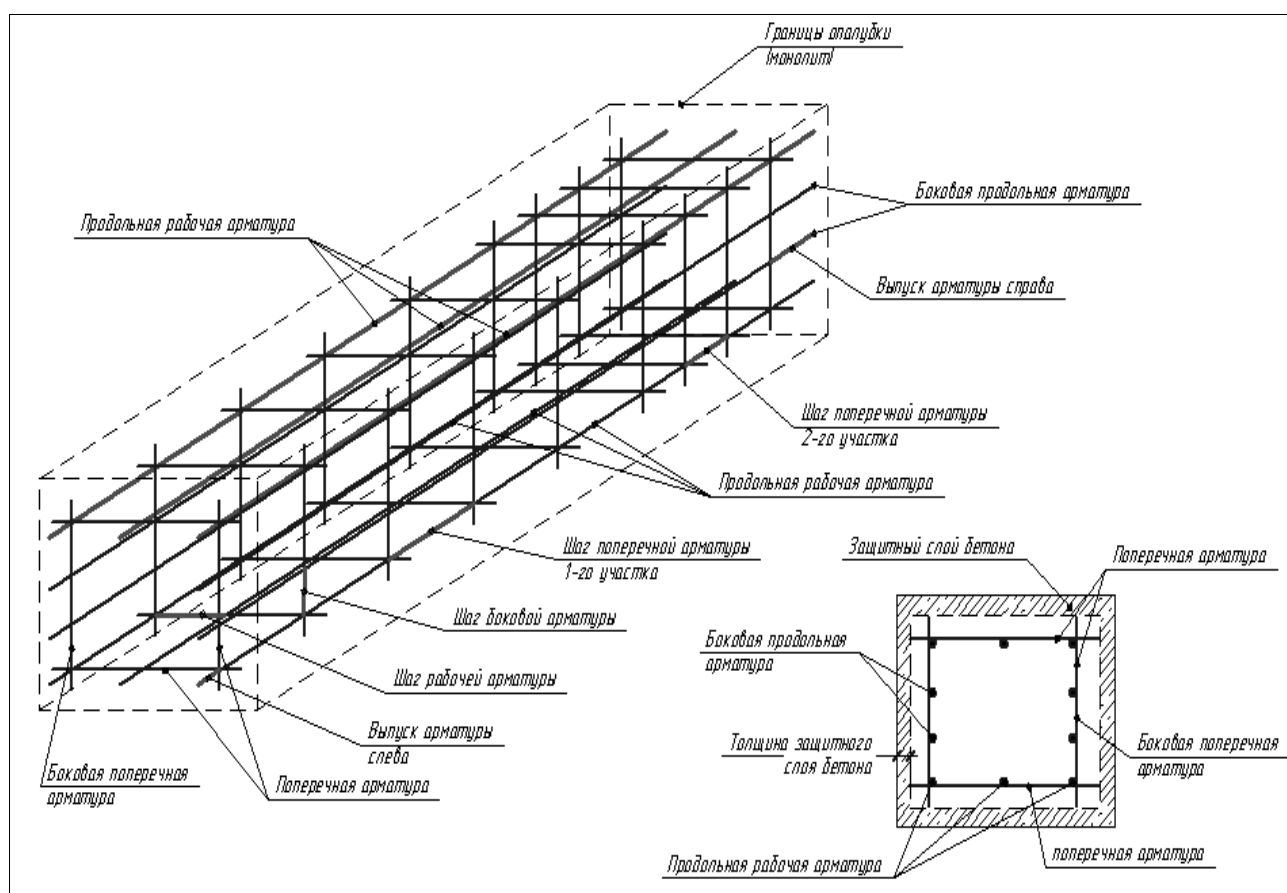 Границы опалубки
(монолит)
Продольная рабочая арматура
Боковая продольная арматура
Выпуск арматуры справа
Шаг поперечной арматуры
2-го участка
Продольная рабочая арматура
Шаг поперечной арматуры
1-го участка
Шаг боковой арматуры
Шаг рабочей арматуры
Выпуск арматуры
слева
Боковая поперечная
арматура
Поперечная арматура
Защитный слой бетона
Поперечная арматура
Боковая продольная
арматура
Толщина защитного
слоя бетона
Боковая поперечная
арматура
Продольная рабочая арматура
поперечная арматура